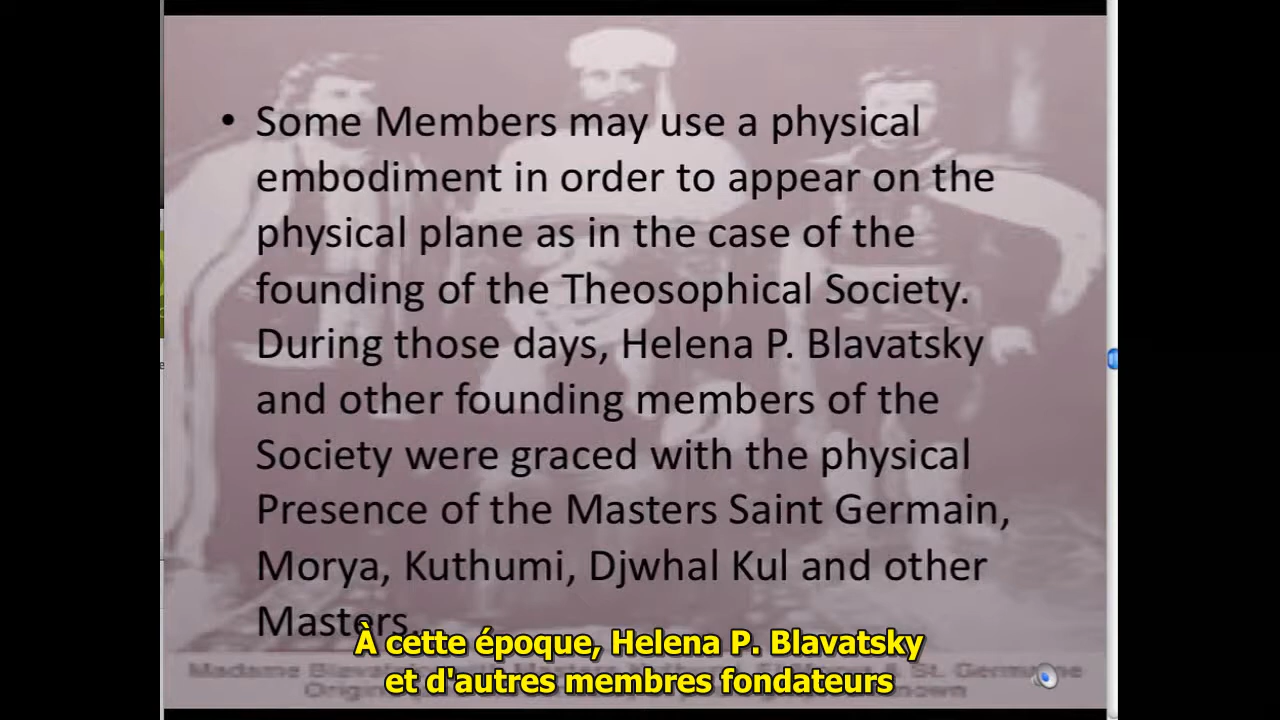 • Some Members may use a physical
embodiment in order to appear on the
physical plane as in the case of the
founding of the Theosophical Society.
During those days, Helena P. Blavatsky
and other founding members of the
Society were graced with the physical
Presence of the Masters Saint Germain,
Morya, Kuthumi, Djwhal Kul and other
Masters.
À cette époque, Helena P. Blavatsky
et d'autres membres fondateurs
Madame St. Germaine